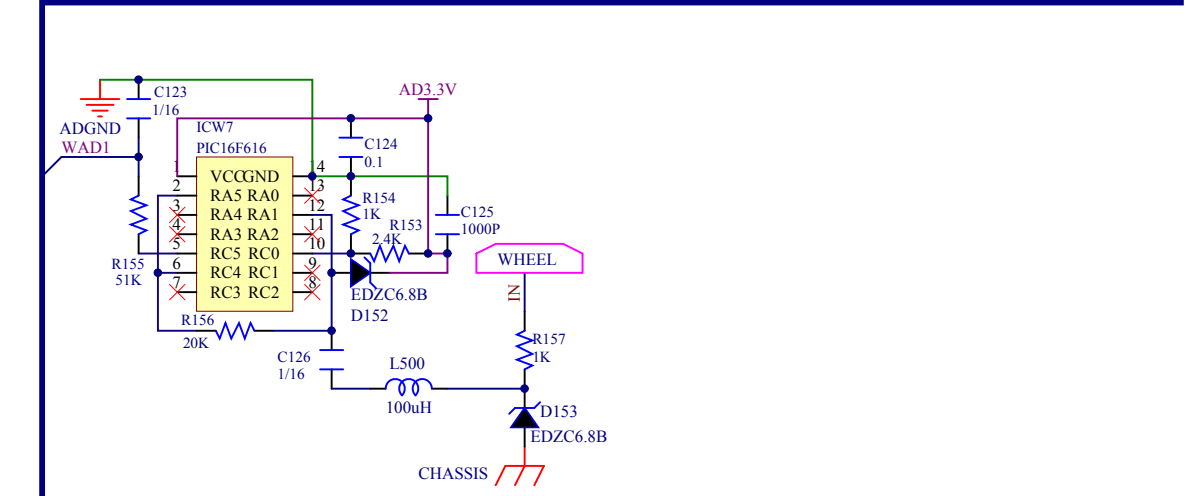 C123
1/16
AD3.3V
ADGND
WAD1
ICW7
PIC16F616
C124
0.1
1 VCC GND 14
2 RA5 RA0 13
3 RA4 RA1 12
4 RA3 RA2 11
5 RC5 RC0 10
6 RC4 RC1 9
7 RC3 RC2 8
R154
1K
R153
2.4K
C125
1000P
R155
51K
WHEEL
IN
EDZC6.8B
D152
R156
20K
R157
1K
C126
1/16
L500
100uH
D153
EDZC6.8B
CHASSIS